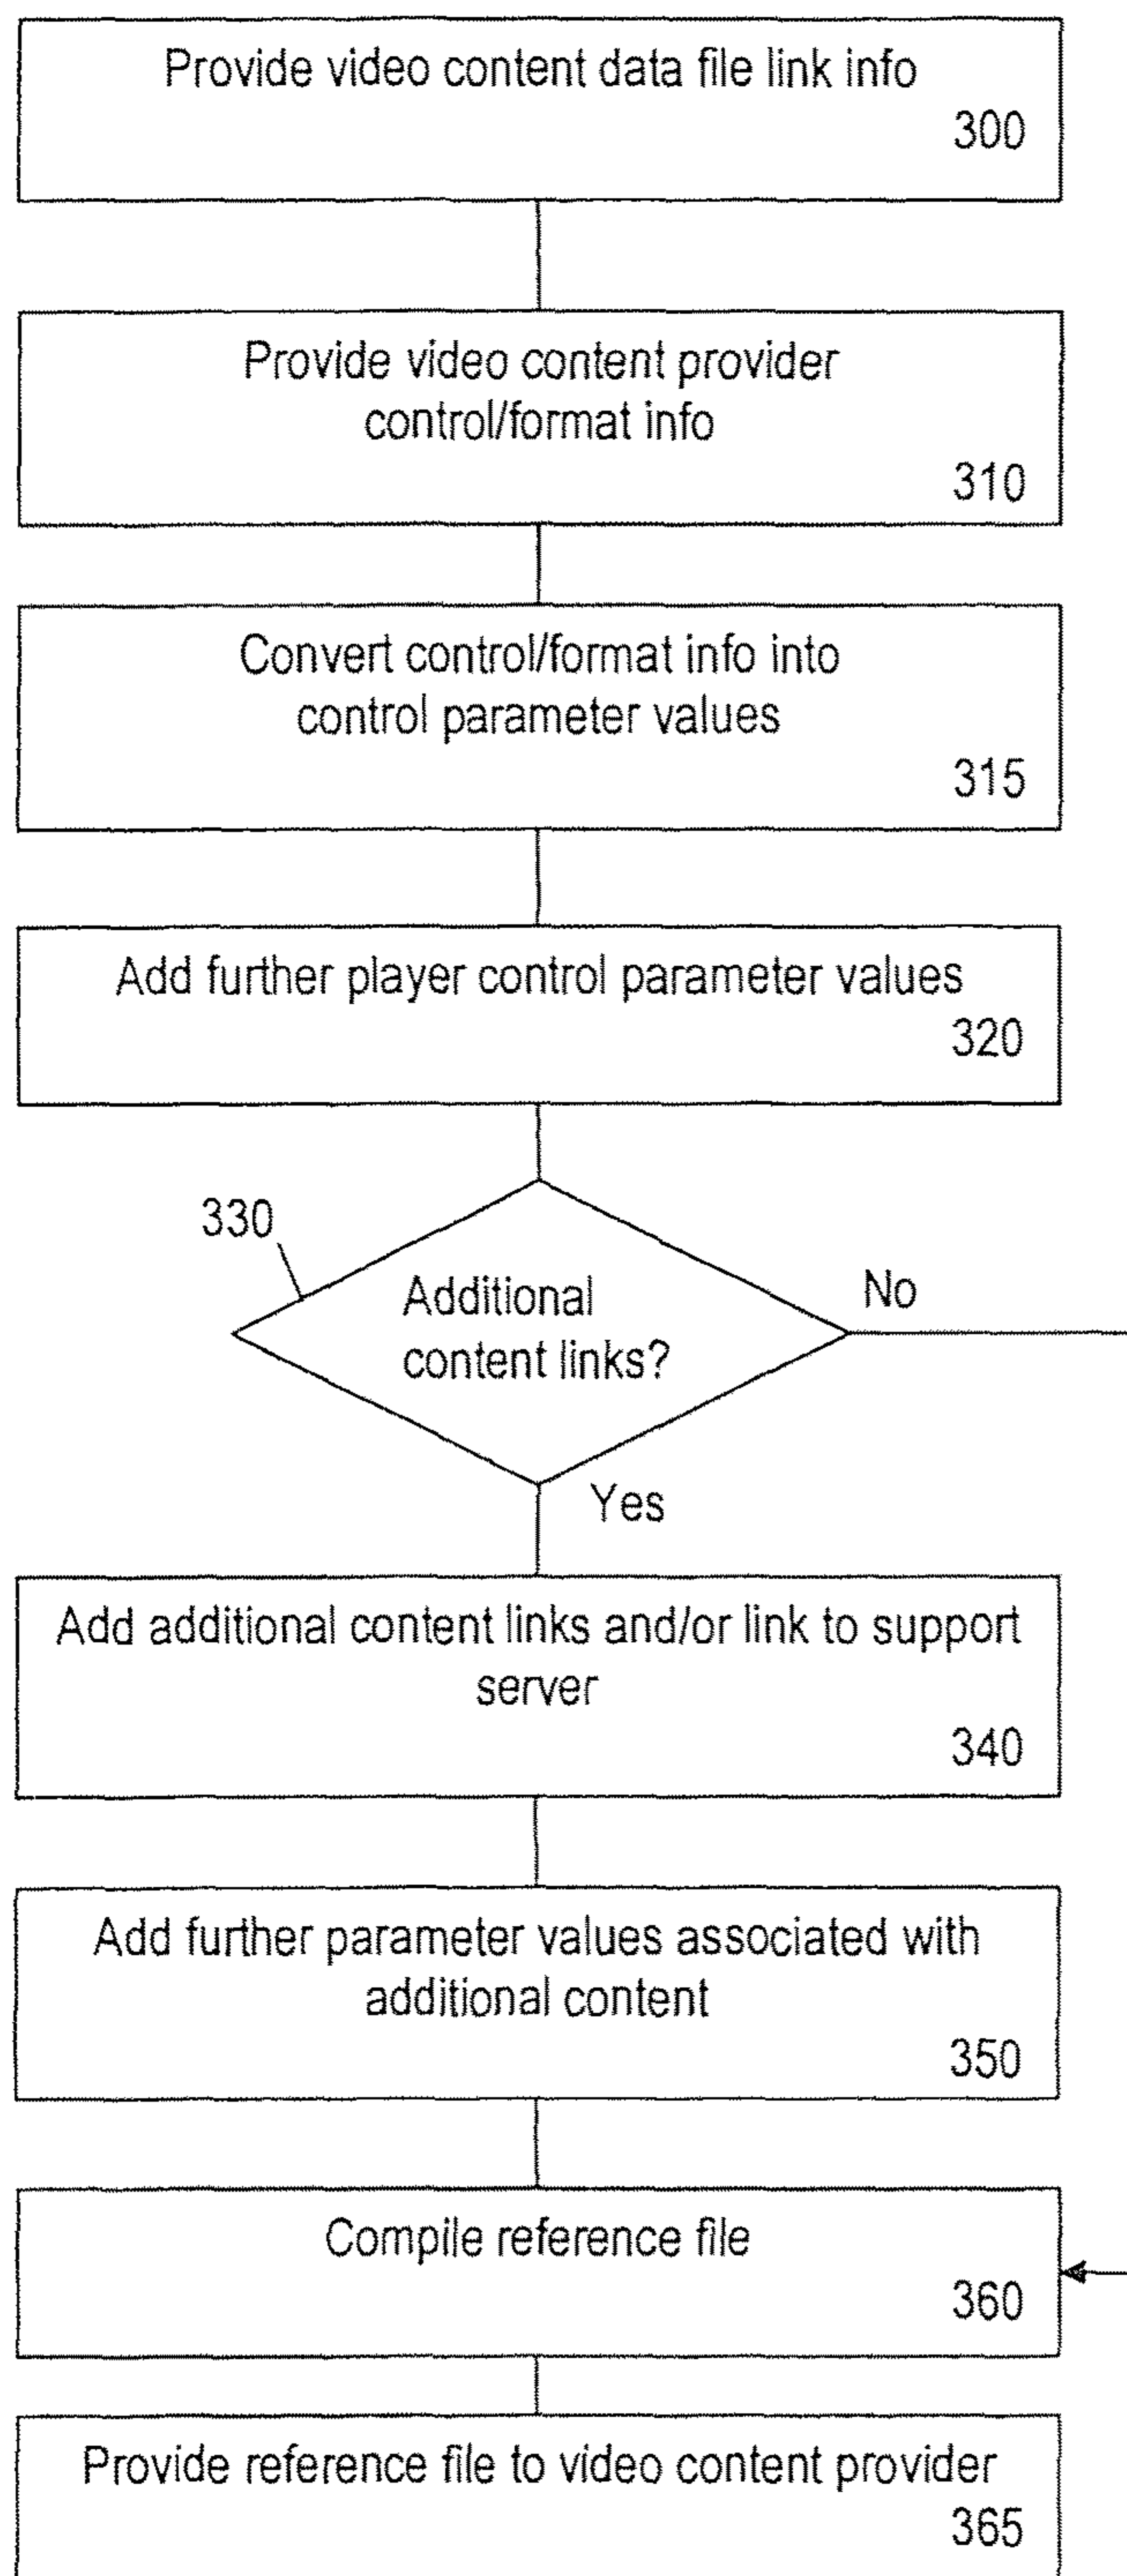 Provide video content data file link info
300
Provide video content provider
control/format info
310
Convert control/format info into
control parameter values
315
Add further player control parameter values
320
330
Additional
content links?
No
Yes
Add additional content links and/or link to support
server
340
Add further parameter values associated with
additional content
350
Compile reference file
360
Provide reference file to video content provider
365